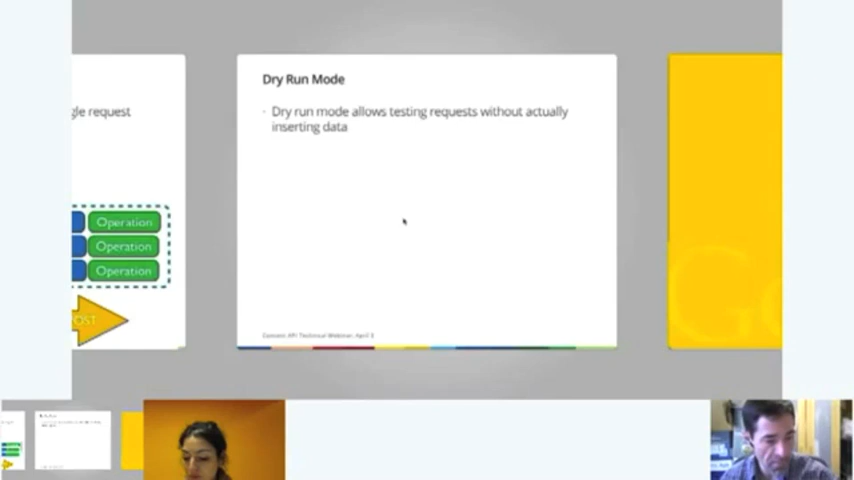 gle request
Operation
Operation
Operation
OST
Dry Run Mode
· Dry run mode allows testing requests without actually
inserting data
Content API Technical Webinar: April 3
Go